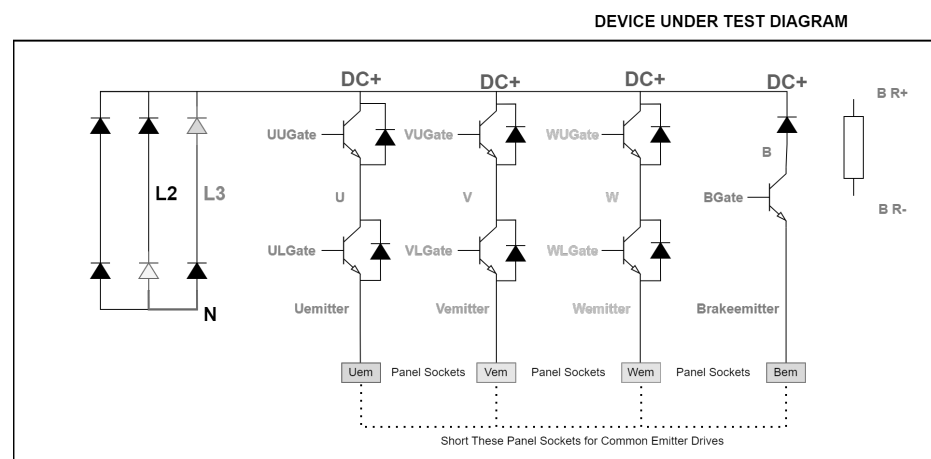 DEVICE UNDER TEST DIAGRAM
DC+ DC+ DC+ DC+
B R+
UUGate VUGate WUGate
B
L2 L3 U V W BGate
B R-
ULGate VLGate WLGate
N Uemitter Vemitter Wemitter Brakeemitter
Uem Panel Sockets Vem Panel Sockets Wem Panel Sockets Bem
Short These Panel Sockets for Common Emitter Drives